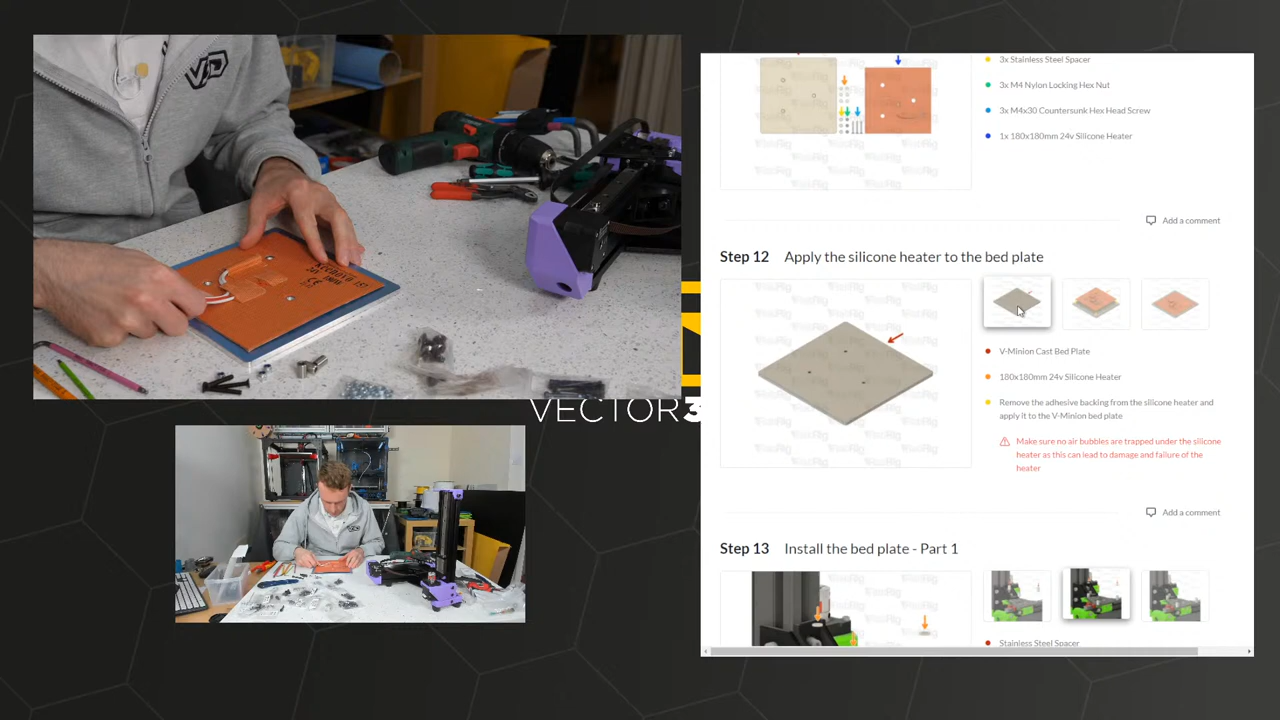 3x Stainless Steel Spacer
3x M4 Nylon Locking Hex Nut
3x M4x30 Countersunk Hex Head Screw
1x 180x180mm 24v Silicone Heater
Add a comment
Step 12 Apply the silicone heater to the bed plate
V-Minion Cast Bed Plate
180x180mm 24v Silicone Heater
Remove the adhesive backing from the silicone heater and
apply it to the V-Minion bed plate
Make sure no air bubbles are trapped under the silicone
heater as this can lead to damage and failure of the
heater
Add a comment
Step 13 Install the bed plate - Part 1
Stainless Steel Spacer
VECTOR3